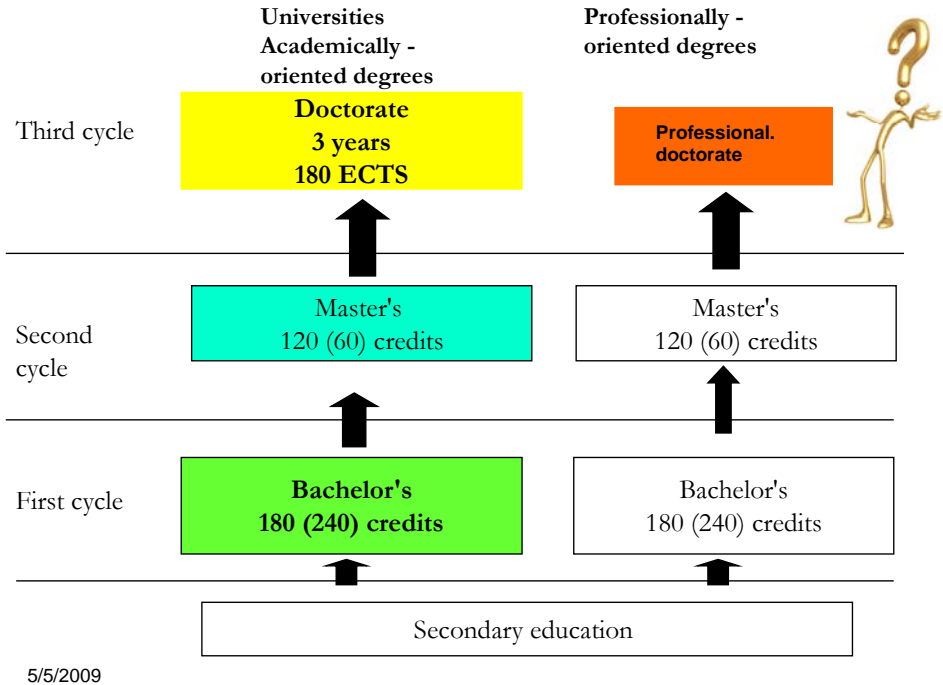 Universities
Academically -
oriented degrees
Professionally -
oriented degrees
Third cycle
Doctorate
3 years
180 ECTS
Professional.
doctorate
Second
cycle
Master's
120 (60) credits
Master's
120 (60) credits
First cycle
Bachelor's
180 (240) credits
Bachelor's
180 (240) credits
Secondary education
5/5/2009